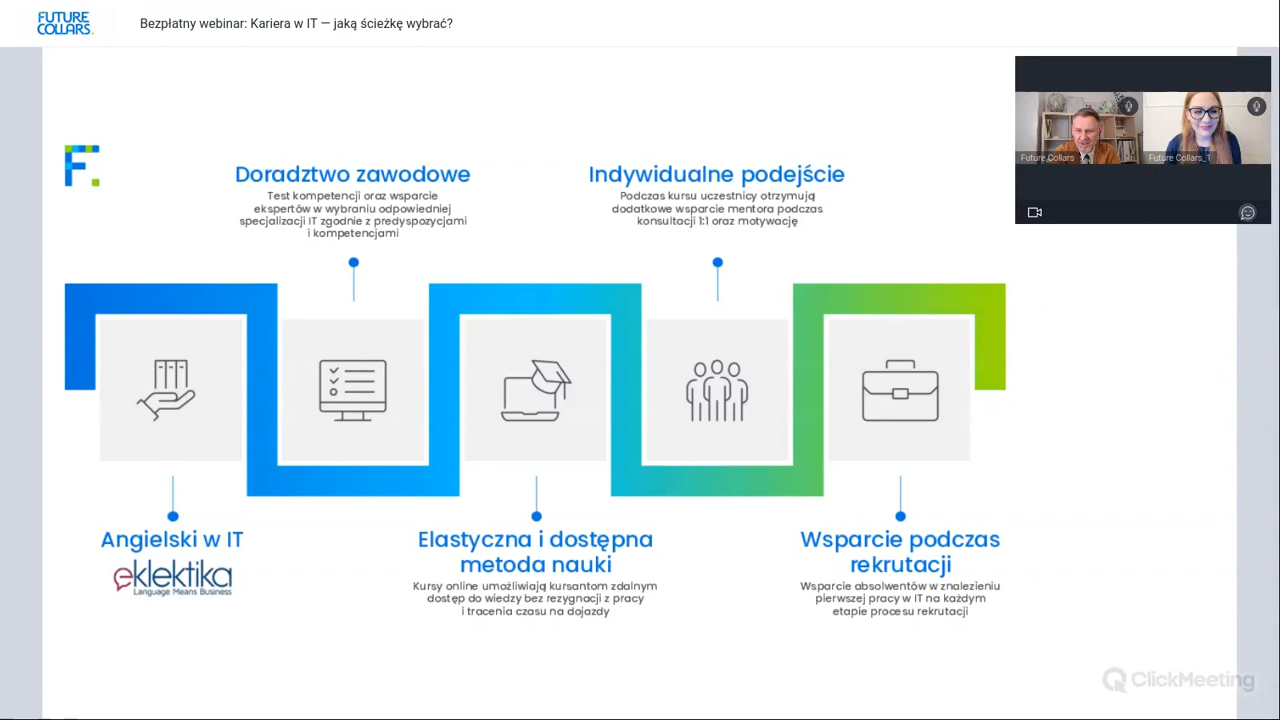 FUTURE
COLLARS.
Bezpłatny webinar: Kariera w IT — jaką ścieżkę wybrać?
Future Collars
Future Collars_1
F.
Doradztwo zawodowe
Test kompetencji oraz wsparcie
ekspertów w wybraniu odpowiedniej
specjalizacji IT zgodnie z predyspozycjami
i kompetencjami
Indywidualne podejście
Podczas kursu uczestnicy otrzymują
dodatkowe wsparcie mentora podczas
konsultacji 1:1 oraz motywację
Angielski w IT
eklektika
Language Means Business
Elastyczna i dostępna
metoda nauki
Kursy online umożliwiają kursantom zdalnym
dostęp do wiedzy bez rezygnacji z pracy
i tracenia czasu na dojazdy
Wsparcie podczas
rekrutacji
Wsparcie absolwentów w znalezieniu
pierwszej pracy w IT na każdym
etapie procesu rekrutacji
ClickMeeting